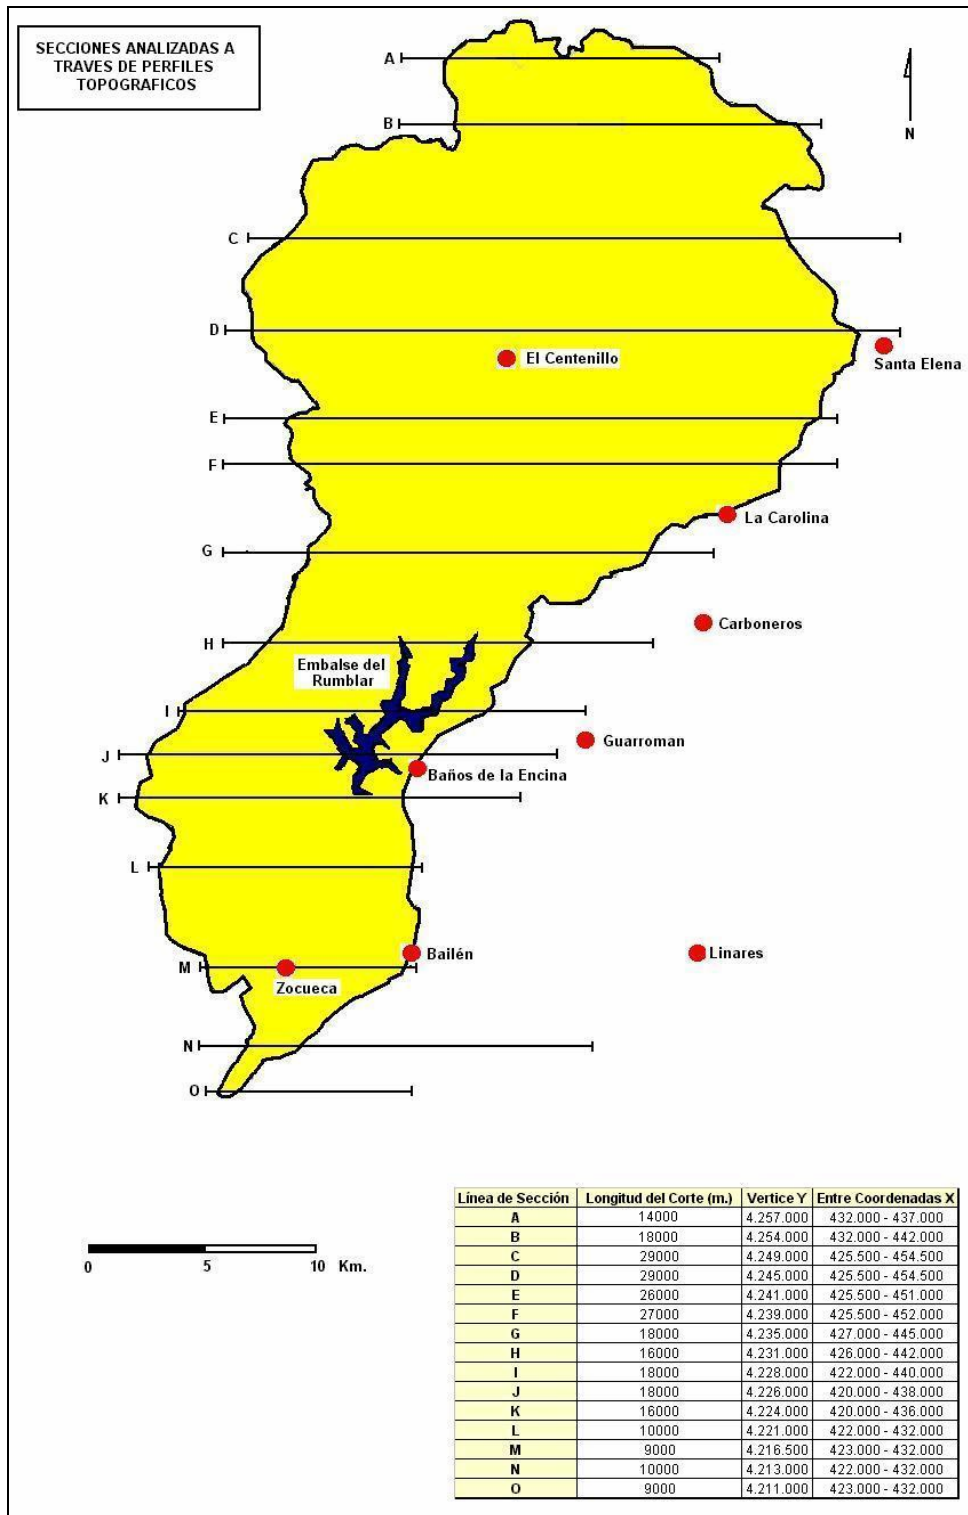 SECCIONES ANALIZADAS A
TRAVES DE PERFILES
TOPOGRAFICOS
A
B
N
C
D
El Centenillo
Santa Elena
E
F
La Carolina
G
Carboneros
H
Embalse del
Rumblar
I
Guarroman
J
Baños de la Encina
K
L
Bailén
Linares
M
Zocueca
N
O
0 5 10 Km.
Línea de Sección Longitud del Corte (m.) Vertice Y Entre Coordenadas X
A 14000 4.257.000 432.000 - 437.000
B 18000 4.254.000 432.000 - 442.000
C 29000 4.249.000 425.500 - 454.500
D 29000 4.245.000 425.500 - 454.500
E 26000 4.241.000 425.500 - 451.000
F 27000 4.239.000 425.500 - 452.000
G 18000 4.235.000 427.000 - 445.000
H 16000 4.231.000 426.000 - 442.000
I 18000 4.228.000 422.000 - 440.000
J 18000 4.226.000 420.000 - 438.000
K 16000 4.224.000 420.000 - 436.000
L 10000 4.221.000 422.000 - 432.000
M 9000 4.216.500 423.000 - 432.000
N 10000 4.213.000 422.000 - 432.000
O 9000 4.211.000 423.000 - 432.000